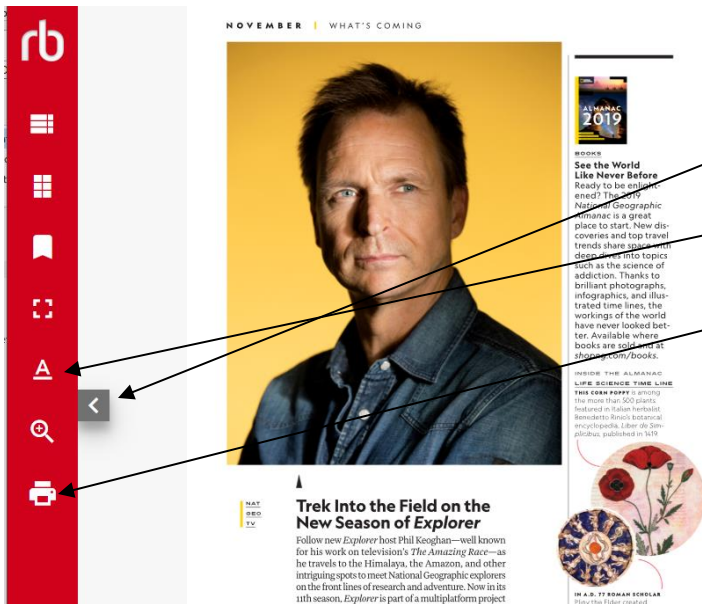 rb
NOVEMBER | WHAT'S COMING
A
NAT
GEO
TV
Trek Into the Field on the
New Season of Explorer
Follow new Explorer host Phil Keoghan—well known
for his work on television's The Amazing Race—as
he travels to the Himalaya, the Amazon, and other
intriguing spots to meet National Geographic explorers
on the front lines of research and adventure. Now in its
11th season, Explorer is part of a multiplatform project
ALMANAC
2019
BOOKS
See the World
Like Never Before
Ready to be enlight-
ened? The 2019
National Geographic
Almanac is a great
place to start. New dis-
coveries and top travel
trends share space with
deep dives into topics
such as the science of
addiction. Thanks to
brilliant photographs,
infographics, and illus-
trated time lines, the
workings of the world
have never looked bet-
ter. Available where
books are sold and at
shopng.com/books.
INSIDE THE ALMANAC
LIFE SCIENCE TIME LINE
THIS CORN POPPY is among
the more than 500 plants
featured in Italian herbalist
Benedetto Rinio's botanical
encyclopedia, Liber de Sim-
plicibus, published in 1419.
IN A.D. 77 ROMAN SCHOLAR
Pliny the Elder created